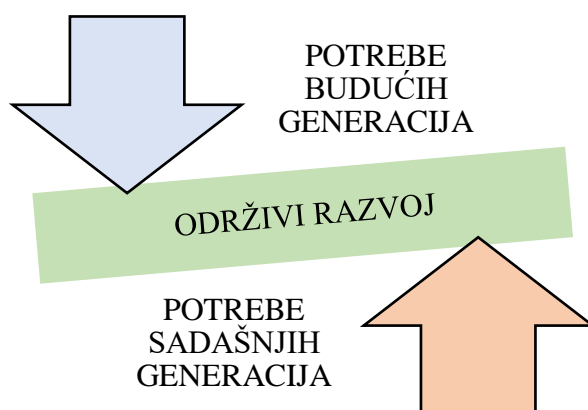 POTREBE
BUDUĆIH
GENERACIJA
ODRŽIVI RAZVOJ
POTREBE
SADAŠNJIH
GENERACIJA